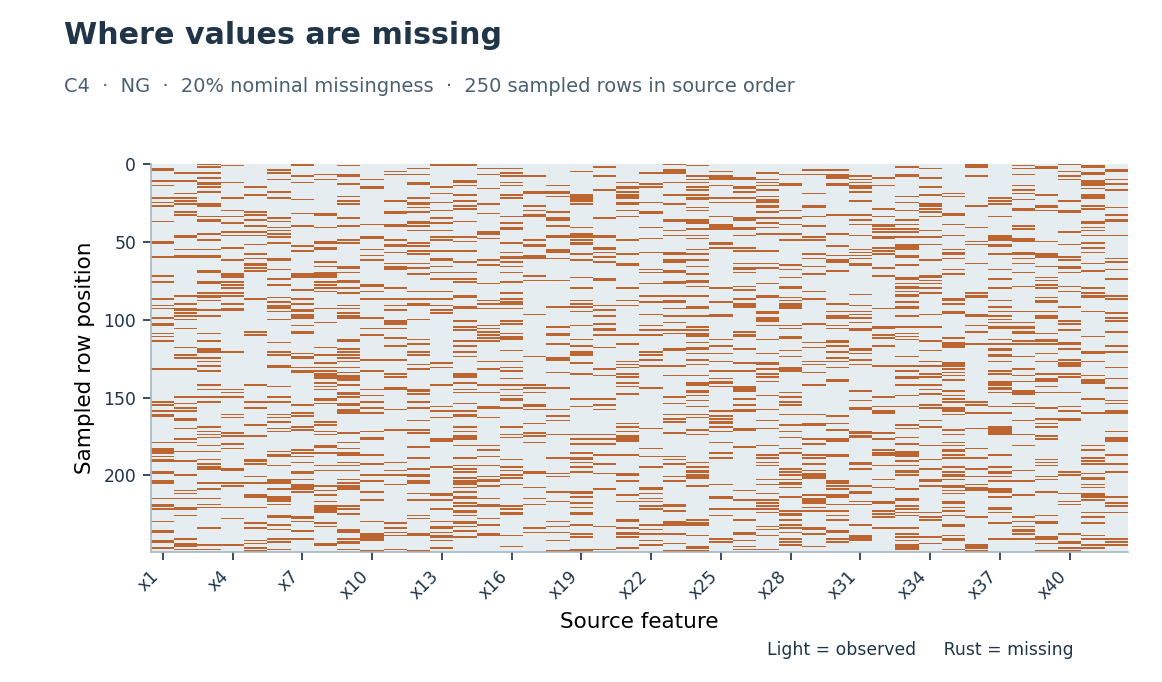 Where values are missing
C4 · NG · 20% nominal missingness · 250 sampled rows in source order
0
50
100
150
200
Sampled row position
x1 x4 x7 x10 x13 x16 x19 x22 x25 x28 x31 x34 x37 x40
Source feature
Light = observed Rust = missing